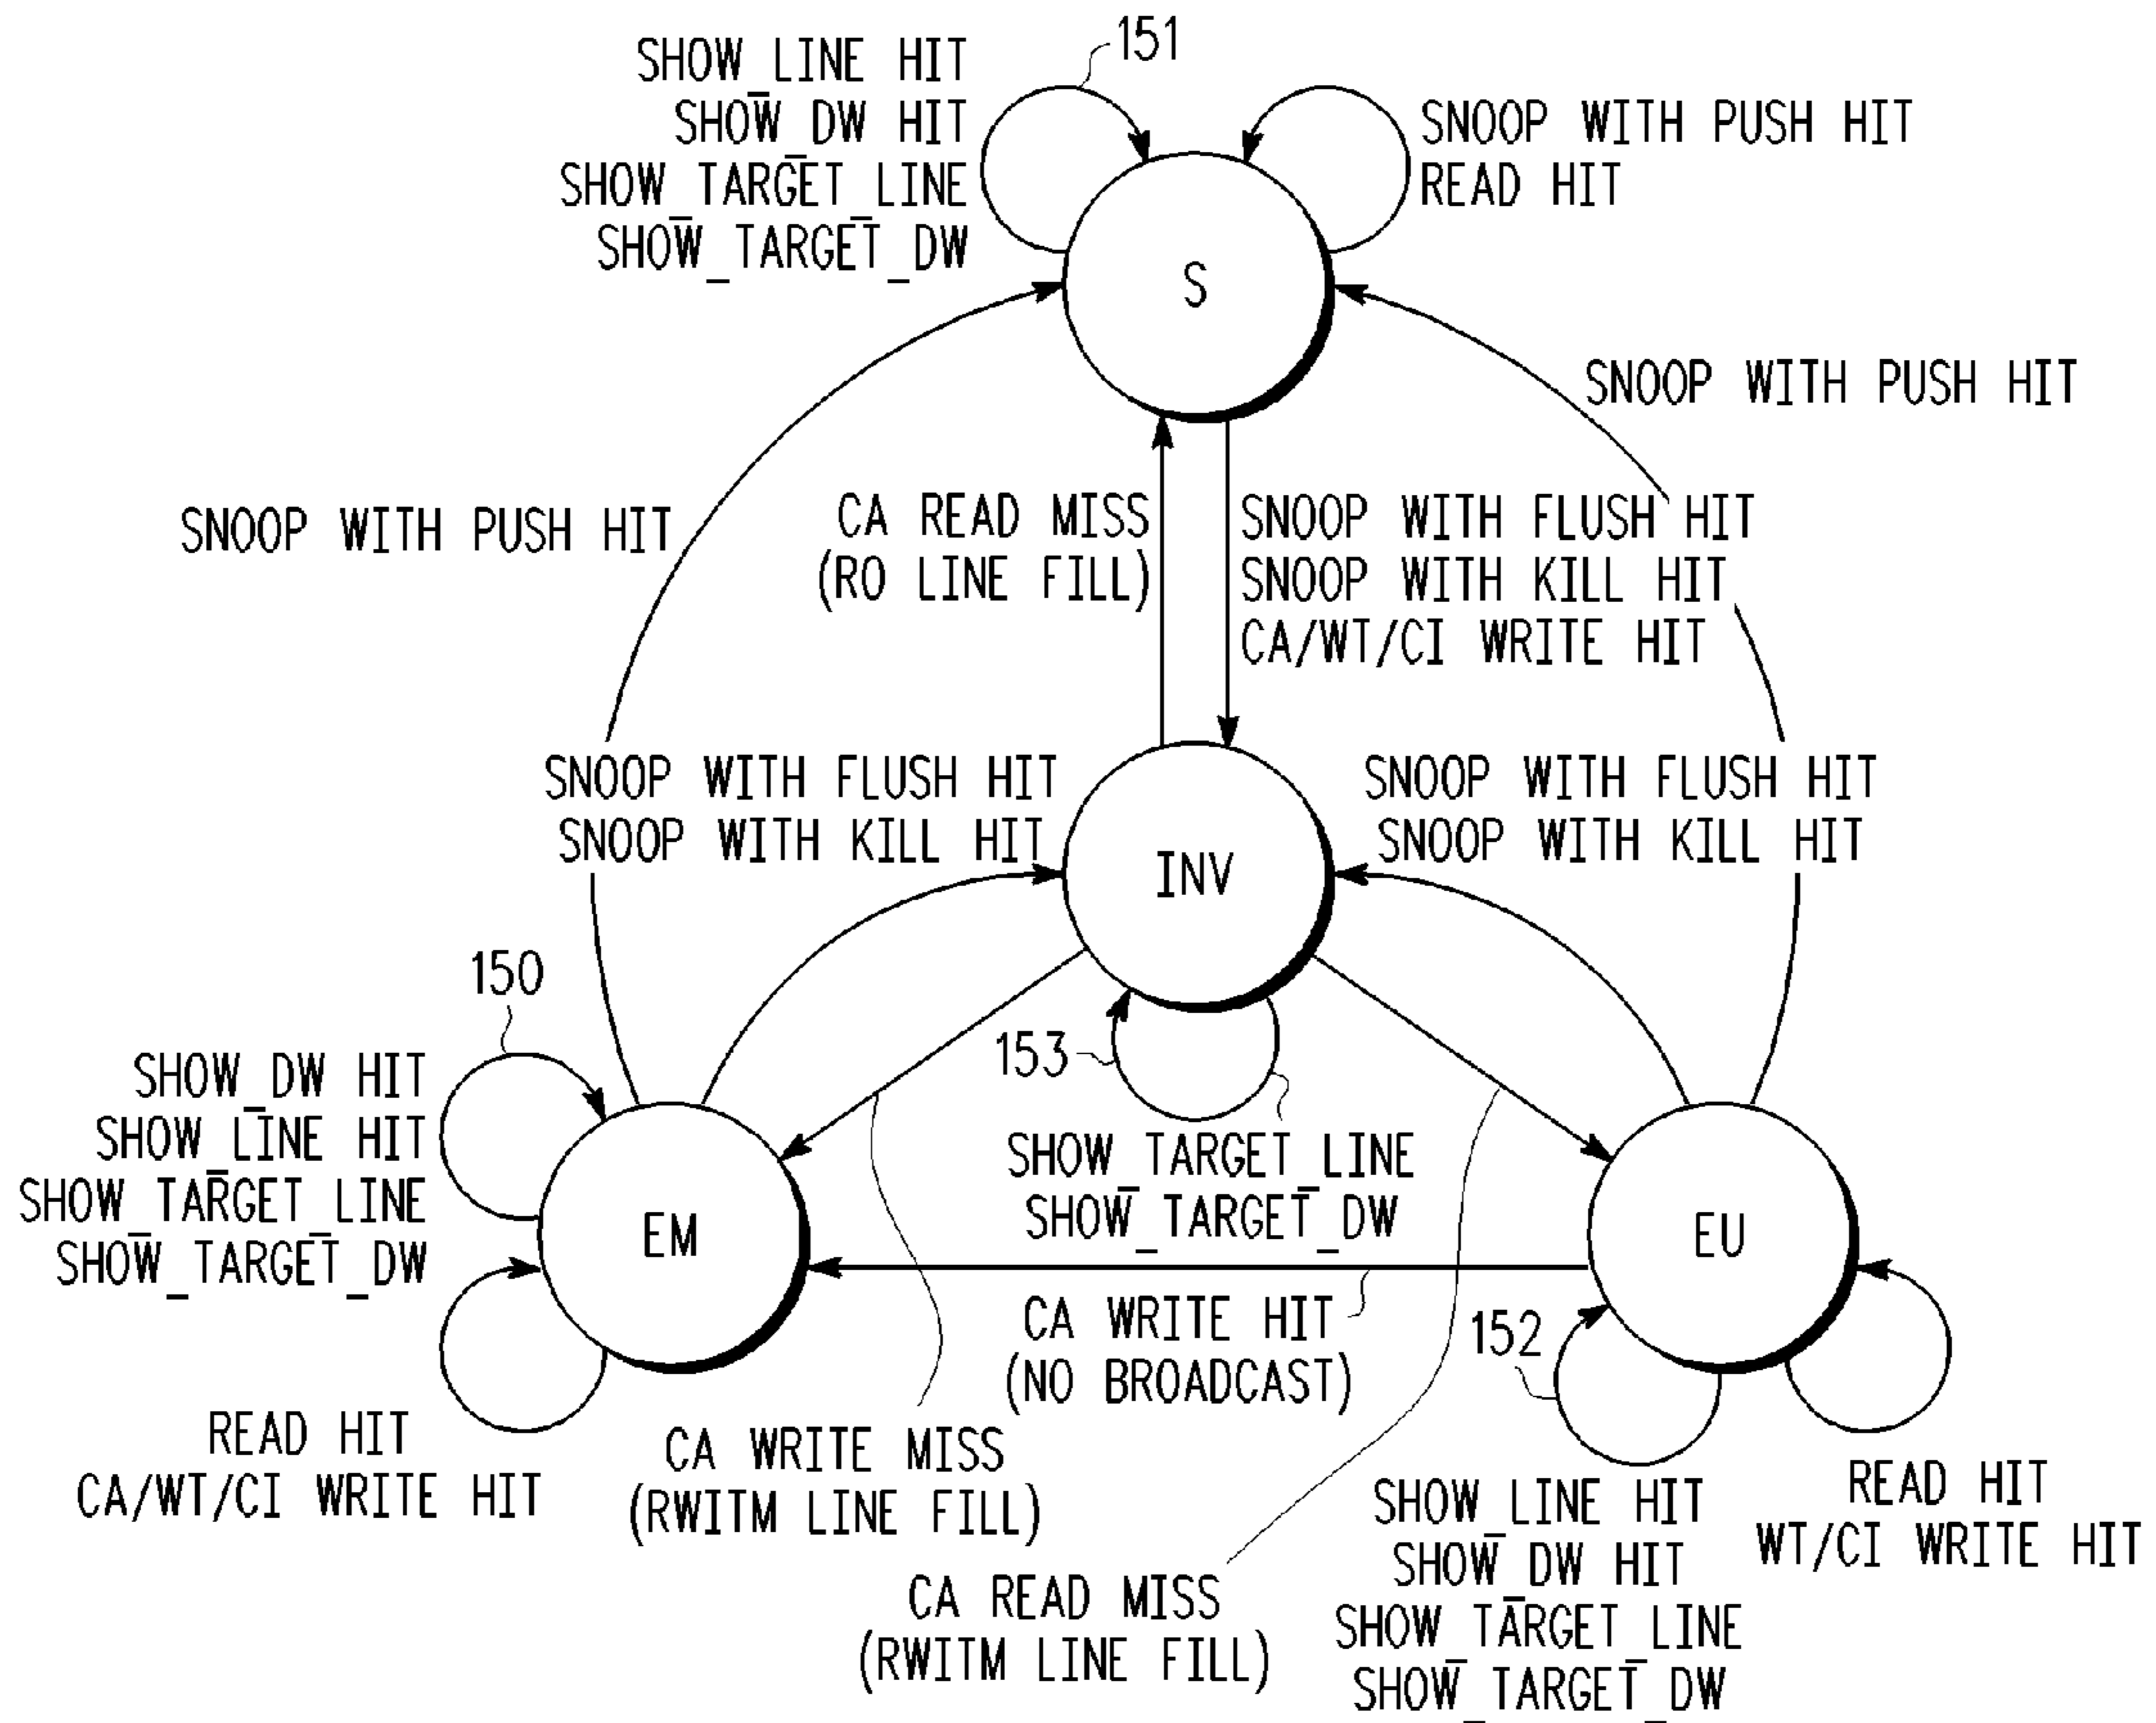 151
SHOW_LINE HIT
SHOW_DW HIT
SHOW_TARGET_LINE
SHOW_TARGET_DW
SNOOP WITH PUSH HIT
READ HIT
S
SNOOP WITH PUSH HIT
SNOOP WITH PUSH HIT
CA READ MISS
(RO LINE FILL)
SNOOP WITH FLUSH HIT
SNOOP WITH KILL HIT
CA/WT/CI WRITE HIT
SNOOP WITH FLUSH HIT
SNOOP WITH KILL HIT
SNOOP WITH FLUSH HIT
SNOOP WITH KILL HIT
INV
150
153
SHOW_DW HIT
SHOW_LINE HIT
SHOW_TARGET_LINE
SHOW_TARGET_DW
SHOW_TARGET_LINE
SHOW_TARGET_DW
EM
EU
CA WRITE HIT
(NO BROADCAST)
152
READ HIT
CA/WT/CI WRITE HIT
CA WRITE MISS
(RWITM LINE FILL)
CA READ MISS
(RWITM LINE FILL)
SHOW_LINE HIT
SHOW_DW HIT
SHOW_TARGET_LINE
SHOW_TARGET_DW
READ HIT
WT/CI WRITE HIT